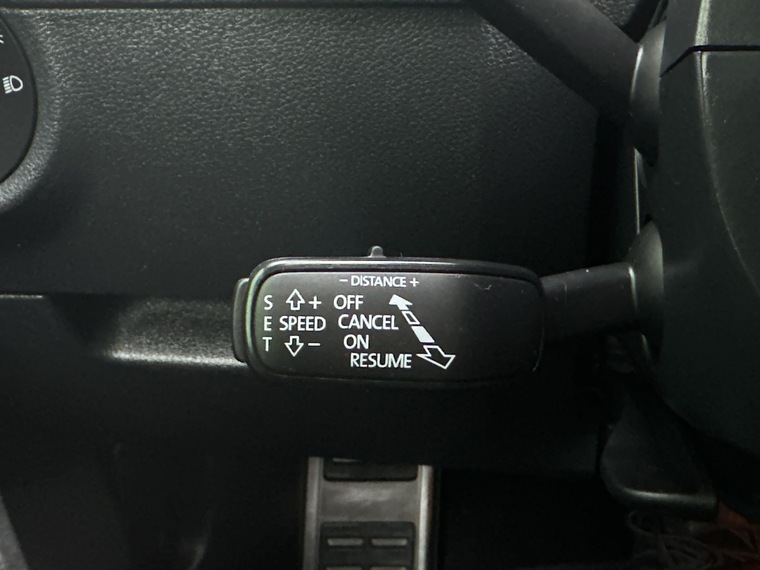 - DISTANCE +
S ⇧ + OFF
E SPEED CANCEL
T ⇩ - ON
RESUME